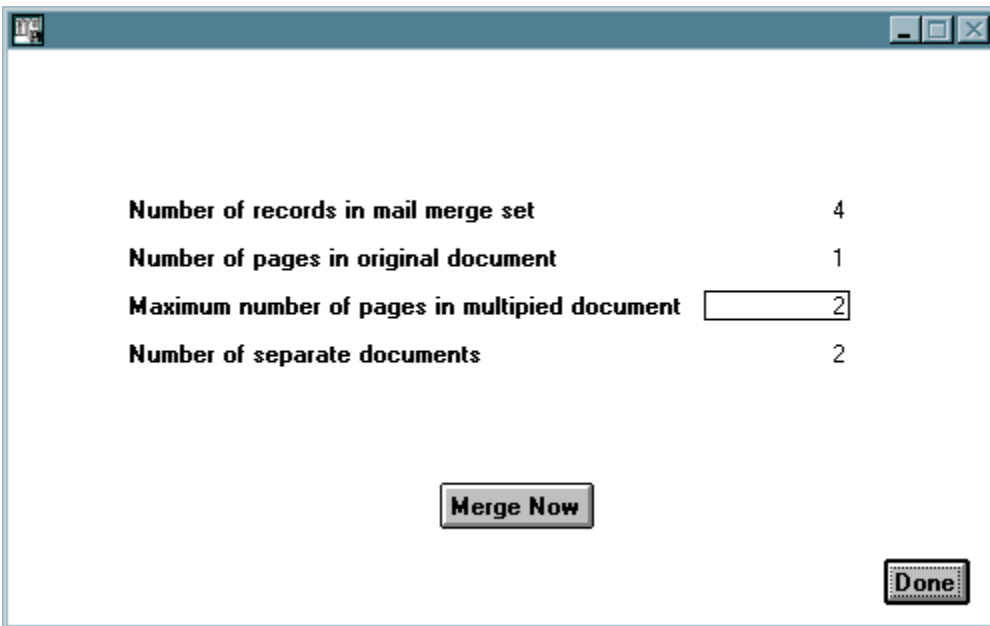 Number of records in mail merge set 4
Number of pages in original document 1
Maximum number of pages in multipied document 2
Number of separate documents 2
Merge Now
Done